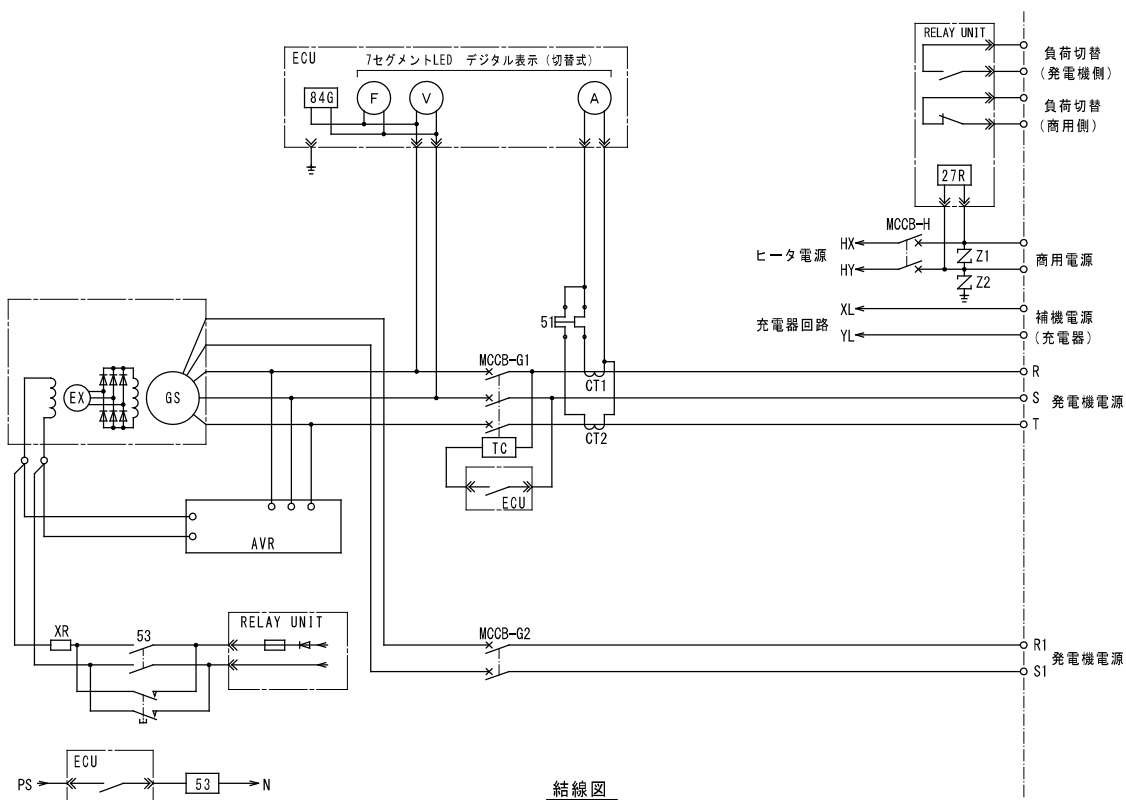 ECU
7セグメントLED デジタル表示(切替式)
84G
F
V
A
RELAY UNIT
負荷切替
(発電機側)
負荷切替
(商用側)
27R
MCCB-H
ヒータ電源
HX
HY
Z1
Z2
商用電源
充電器回路
XL
YL
補機電源
(充電器)
51
MCCB-G1
CT1
CT2
R
S
T
発電機電源
EX
GS
TC
ECU
AVR
XR
53
RELAY UNIT
MCCB-G2
R1
S1
発電機電源
ECU
PS
53
N
結線図